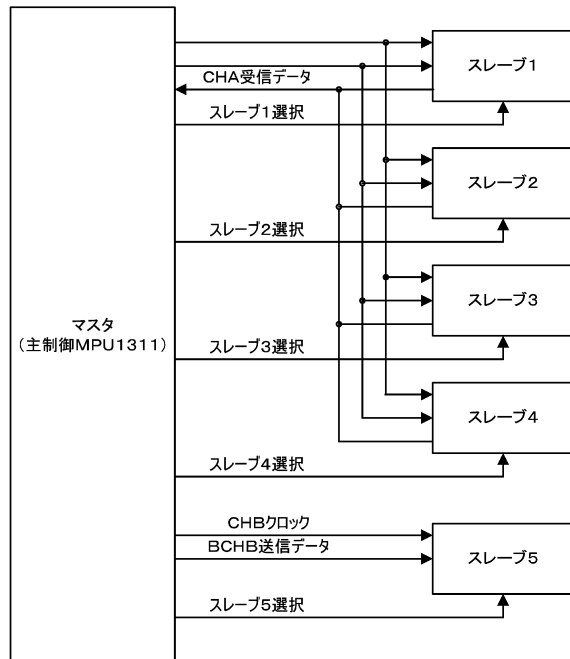 スレーブ1
CHA受信データ
スレーブ1選択
スレーブ2
スレーブ2選択
スレーブ3
マスタ
(主制御MPU1311)
スレーブ3選択
スレーブ4
スレーブ4選択
CHBクロック
BCHB送信データ
スレーブ5
スレーブ5選択